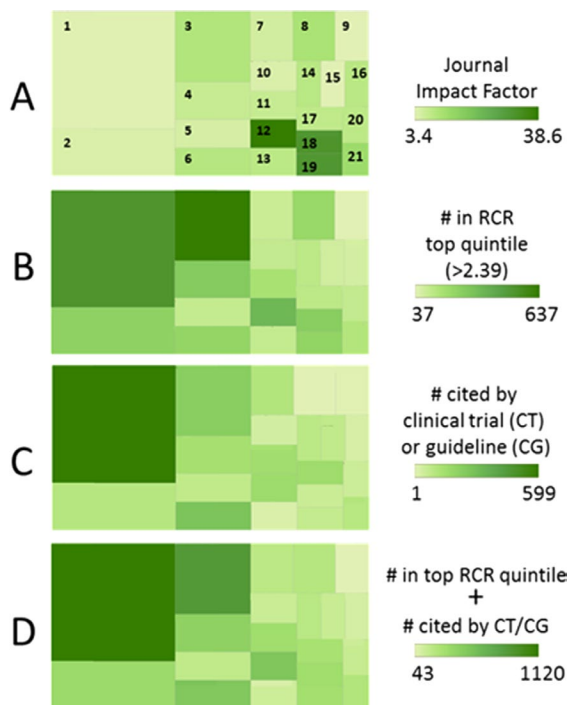 A
1
3
7
8
9
10
14
15
16
4
11
17
20
2
5
12
18
6
13
19
21
Journal
Impact Factor
3.4 38.6
B
# in RCR
top quintile
(>2.39)
37 637
C
# cited by
clinical trial (CT)
or guideline (CG)
1 599
D
# in top RCR quintile
+
# cited by CT/CG
43 1120